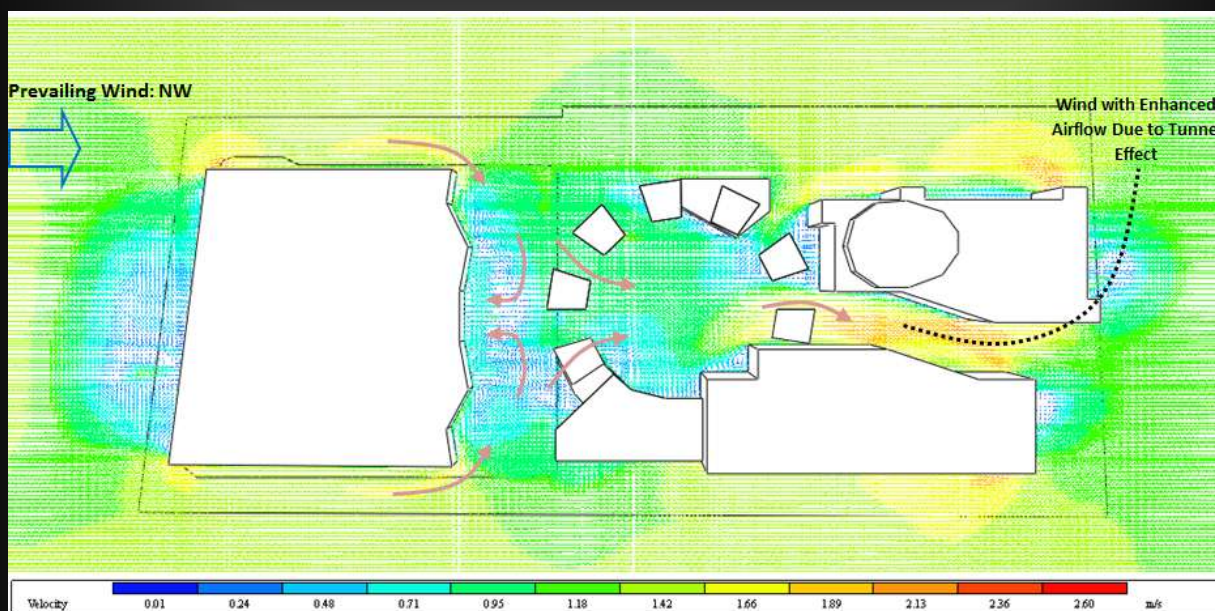 Prevailing Wind: NW
Wind with Enhanced
Airflow Due to Tunnel
Effect
Velocity 0.01 0.24 0.48 0.71 0.95 1.18 1.42 1.66 1.89 2.13 2.36 2.60 m/s